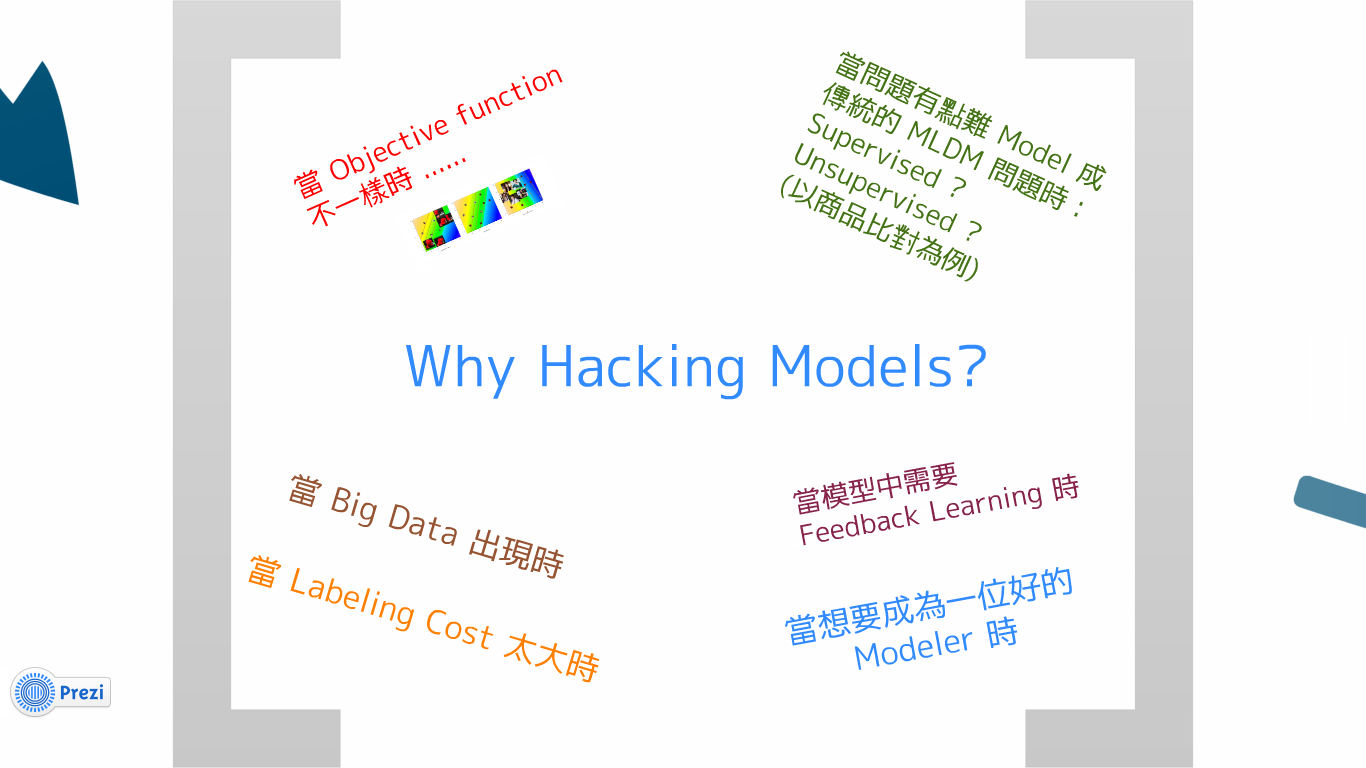 當 Objective function
不一樣時 ......
當問題有點難 Model 成
傳統的 MLDM 問題時：
Supervised ？
Unsupervised ？
(以商品比對為例)
Why Hacking Models?
當 Big Data 出現時
當 Labeling Cost 太大時
當模型中需要
Feedback Learning 時
當想要成為一位好的
Modeler 時
Prezi